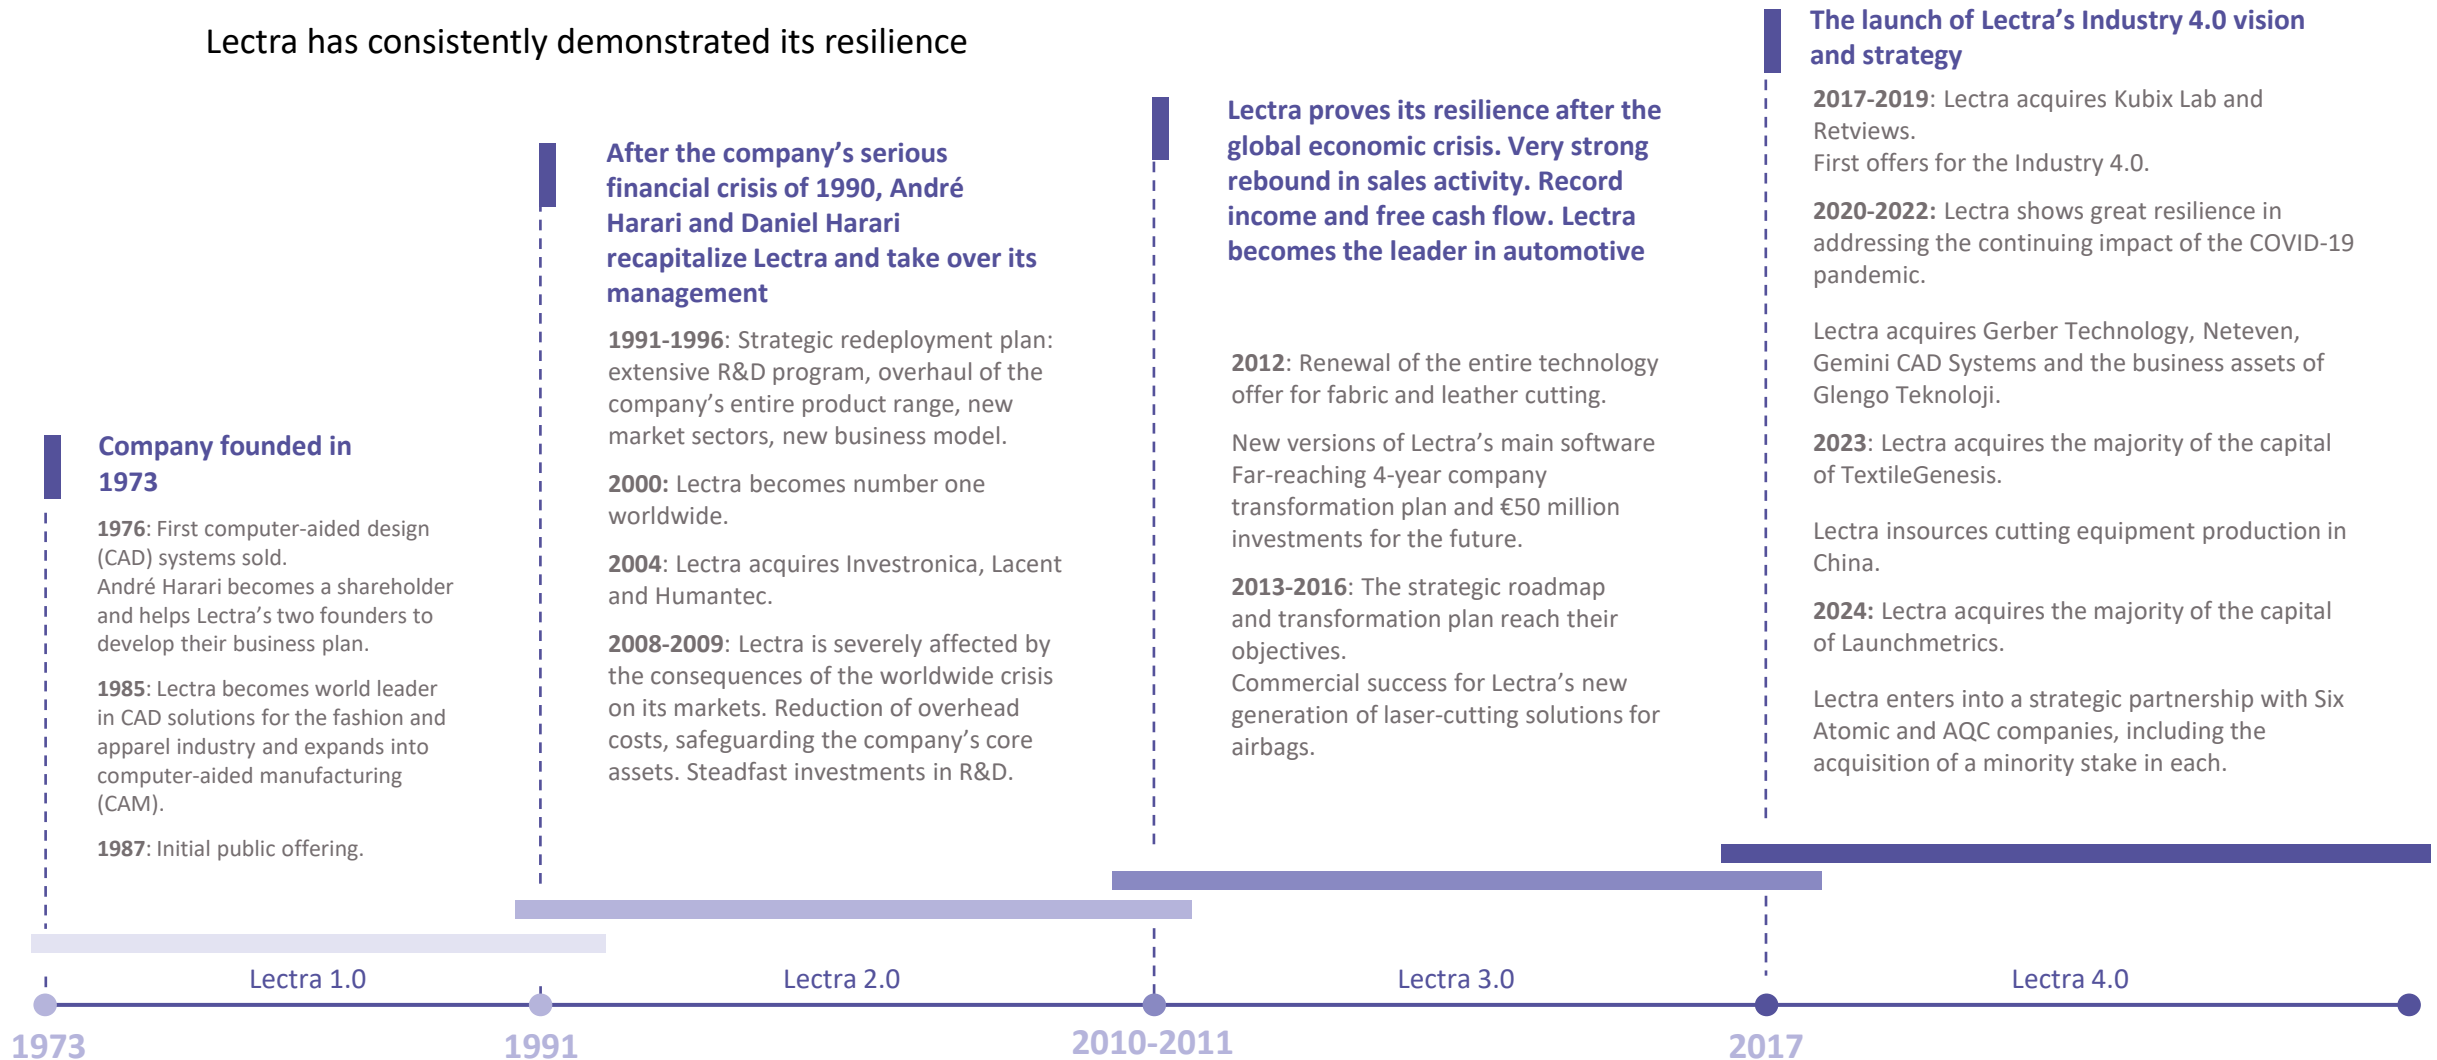 Lectra has consistently demonstrated its resilience
Company founded in
1973
1976: First computer-aided design
(CAD) systems sold.
André Harari becomes a shareholder
and helps Lectra’s two founders to
develop their business plan.
1985: Lectra becomes world leader
in CAD solutions for the fashion and
apparel industry and expands into
computer-aided manufacturing
(CAM).
1987: Initial public offering.
After the company’s serious
financial crisis of 1990, André
Harari and Daniel Harari
recapitalize Lectra and take over its
management
1991-1996: Strategic redeployment plan:
extensive R&D program, overhaul of the
company’s entire product range, new
market sectors, new business model.
2000: Lectra becomes number one
worldwide.
2004: Lectra acquires Investronica, Lacent
and Humantec.
2008-2009: Lectra is severely affected by
the consequences of the worldwide crisis
on its markets. Reduction of overhead
costs, safeguarding the company’s core
assets. Steadfast investments in R&D.
Lectra proves its resilience after the
global economic crisis. Very strong
rebound in sales activity. Record
income and free cash flow. Lectra
becomes the leader in automotive
2012: Renewal of the entire technology
offer for fabric and leather cutting.
New versions of Lectra’s main software
Far-reaching 4-year company
transformation plan and €50 million
investments for the future.
2013-2016: The strategic roadmap
and transformation plan reach their
objectives.
Commercial success for Lectra’s new
generation of laser-cutting solutions for
airbags.
The launch of Lectra’s Industry 4.0 vision
and strategy
2017-2019: Lectra acquires Kubix Lab and
Retviews.
First offers for the Industry 4.0.
2020-2022: Lectra shows great resilience in
addressing the continuing impact of the COVID-19
pandemic.
Lectra acquires Gerber Technology, Neteven,
Gemini CAD Systems and the business assets of
Glengo Teknoloji.
2023: Lectra acquires the majority of the capital
of TextileGenesis.
Lectra insources cutting equipment production in
China.
2024: Lectra acquires the majority of the capital
of Launchmetrics.
Lectra enters into a strategic partnership with Six
Atomic and AQC companies, including the
acquisition of a minority stake in each.
Lectra 1.0
Lectra 2.0
Lectra 3.0
Lectra 4.0
1973
1991
2010-2011
2017